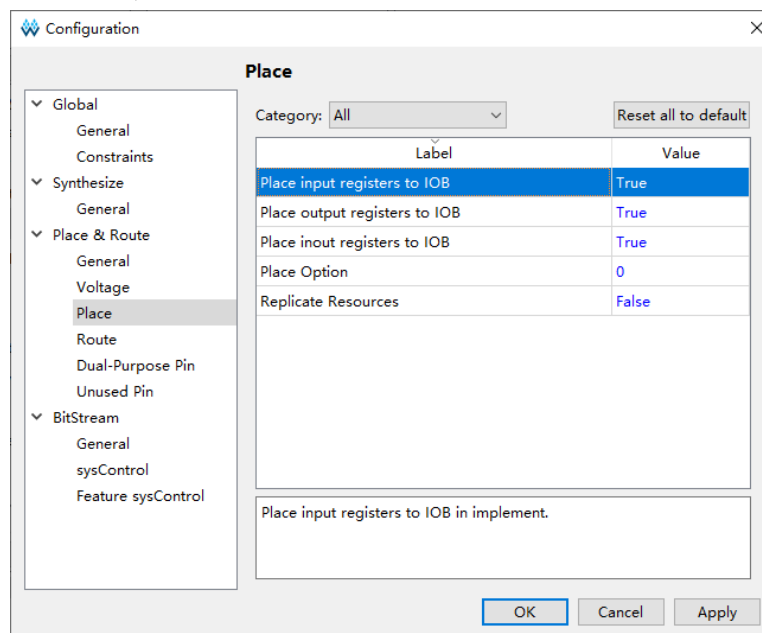 Configuration
Place
Global
General
Constraints
Synthesize
General
Place & Route
General
Voltage
Place
Route
Dual-Purpose Pin
Unused Pin
BitStream
General
sysControl
Feature sysControl
Category: All
Reset all to default
Label Value
Place input registers to IOB True
Place output registers to IOB True
Place inout registers to IOB True
Place Option 0
Replicate Resources False
Place input registers to IOB in implement.
OK Cancel Apply